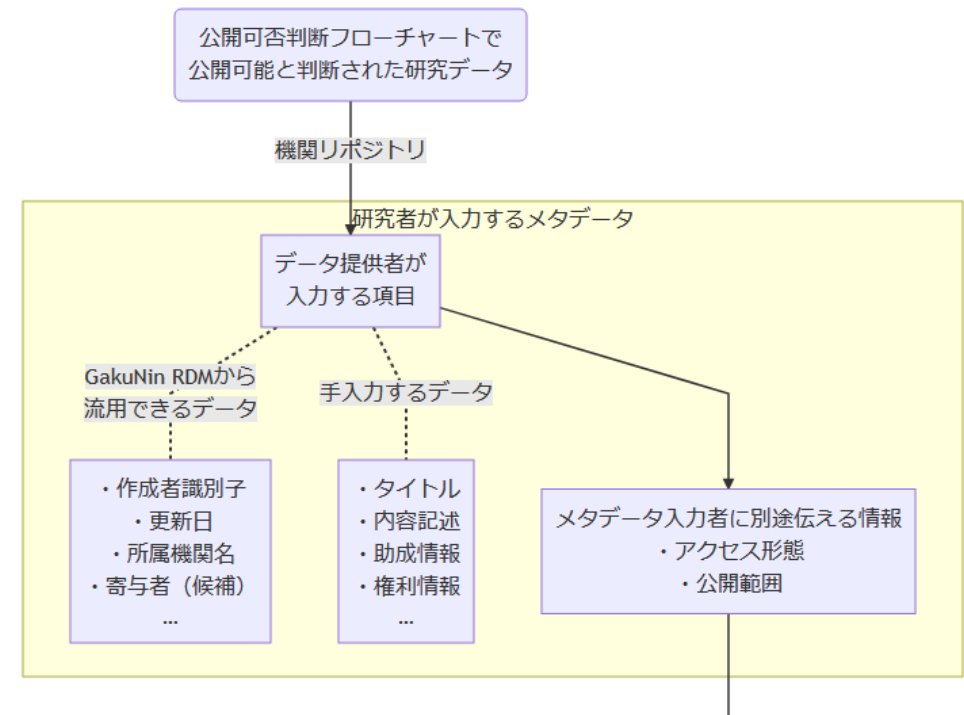 公開可否判断フローチャートで
公開可能と判断された研究データ
機関リポジトリ
研究者が入力するメタデータ
データ提供者が
入力する項目
GakuNin RDMから
流用できるデータ
手入力するデータ
・作成者識別子
・更新日
・所属機関名
・寄与者（候補）
...
・タイトル
・内容記述
・助成情報
・権利情報
...
メタデータ入力者に別途伝える情報
・アクセス形態
・公開範囲